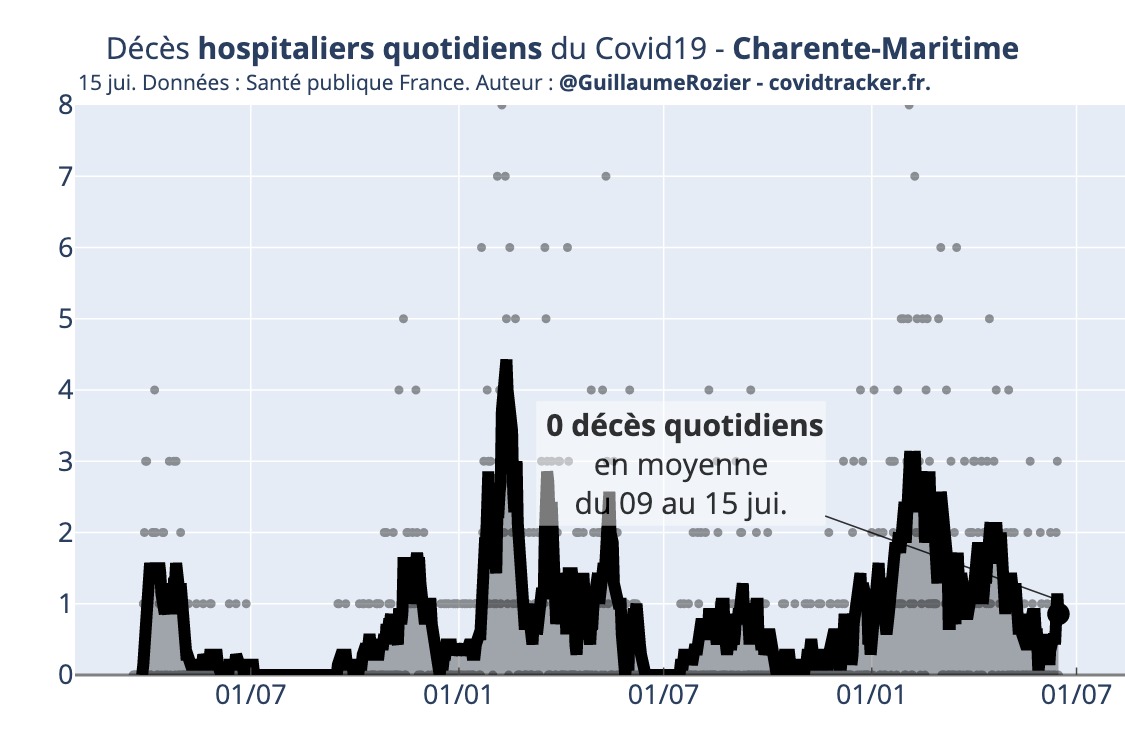 Décès hospitaliers quotidiens du Covid19 - Charente-Maritime
15 jui. Données : Santé publique France. Auteur : @GuillaumeRozier - covidtracker.fr.
8
7
6
5
4
3
2
1
0
0 décès quotidiens
en moyenne
du 09 au 15 jui.
01/07 01/01 01/07 01/01 01/07